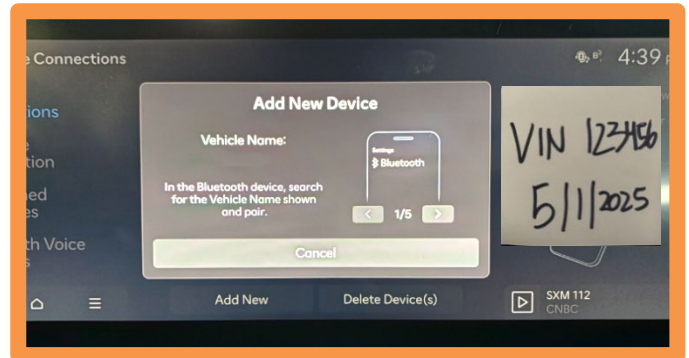 e Connections
4:39
ions
e
tion
ed
es
th Voice
s
Add New Device
Vehicle Name:
Settings
Bluetooth
In the Bluetooth device, search
for the Vehicle Name shown
and pair.
< 1/5 >
Cancel
VIN 123456
5/1/2025
Add New
Delete Device(s)
SXM 112
CNBC